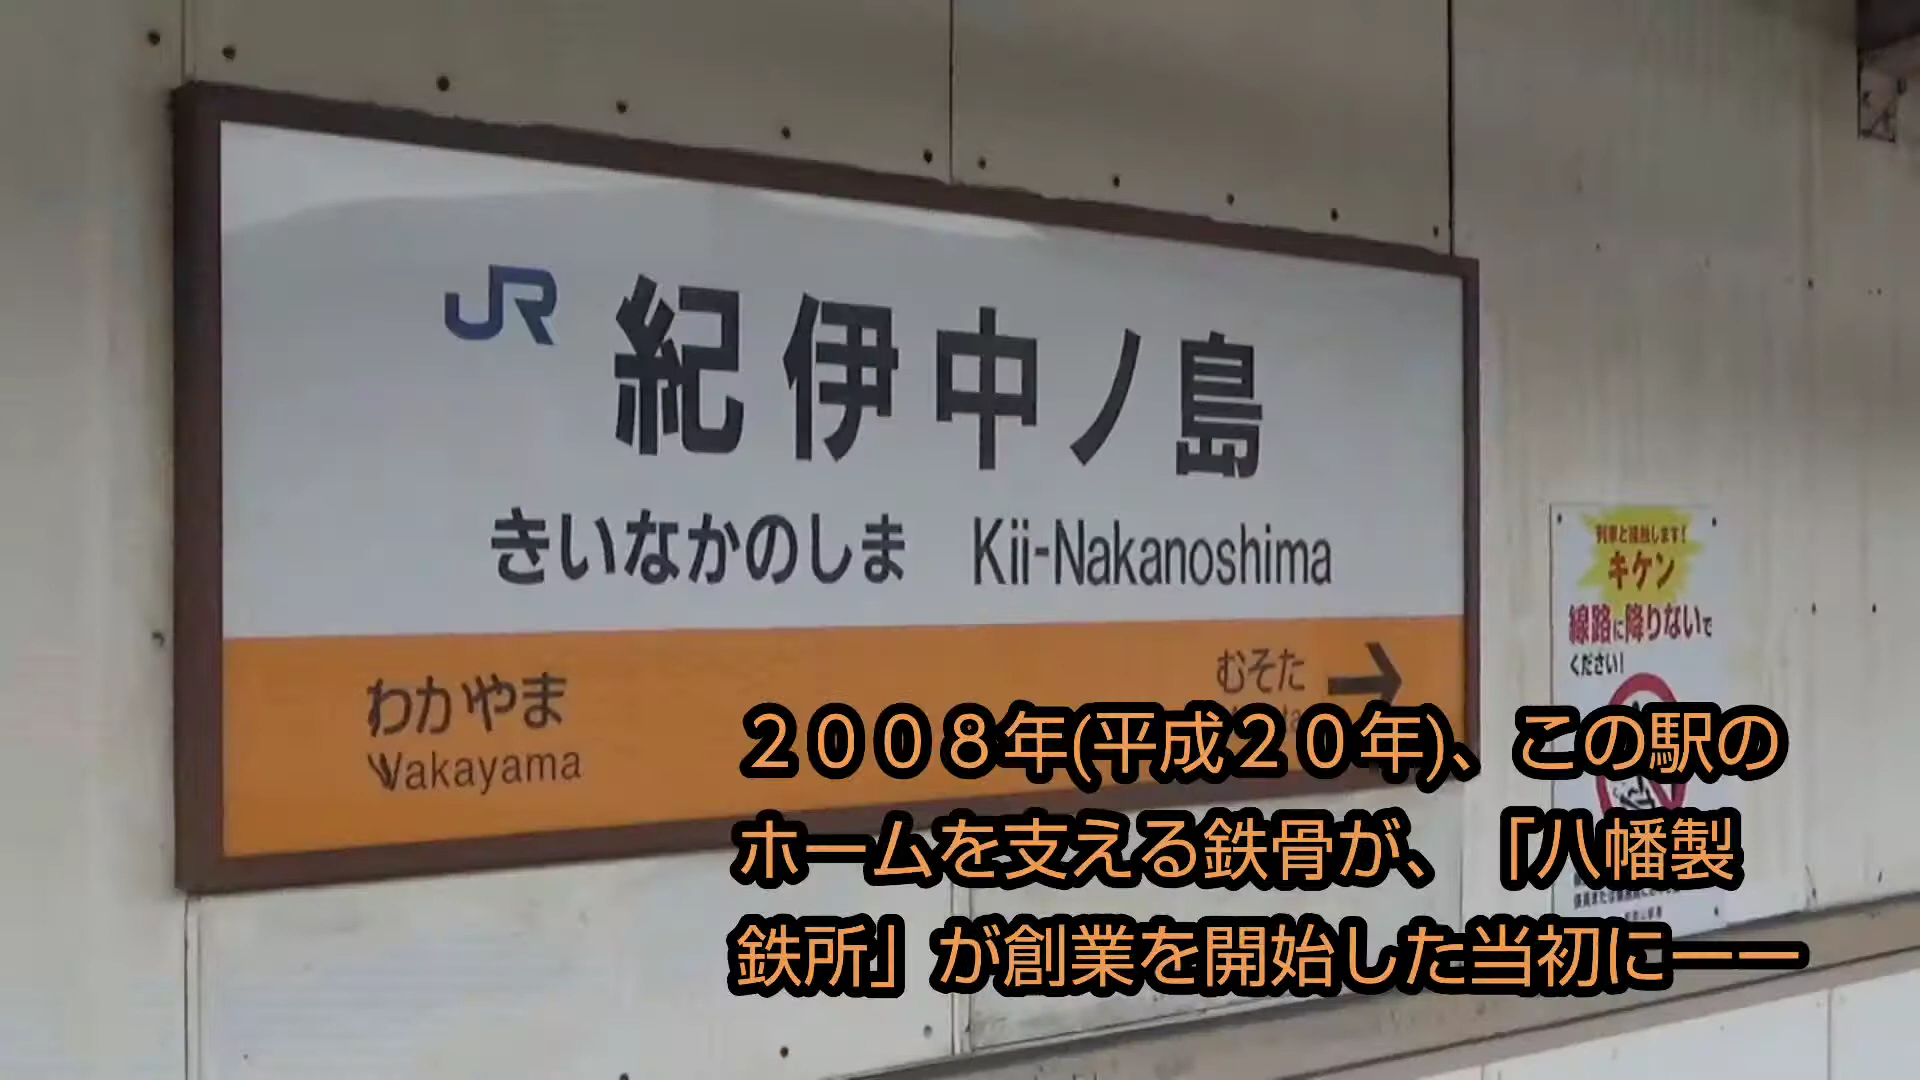 JR 紀伊中ノ島
きいなかのしま Kii-Nakanoshima
わかやま
Wakayama
むそた →
列車と接触します!
キケン
線路に降りないで
ください!
２００８年(平成２０年)、この駅の
ホームを支える鉄骨が、「八幡製
鉄所」が創業を開始した当初にーー